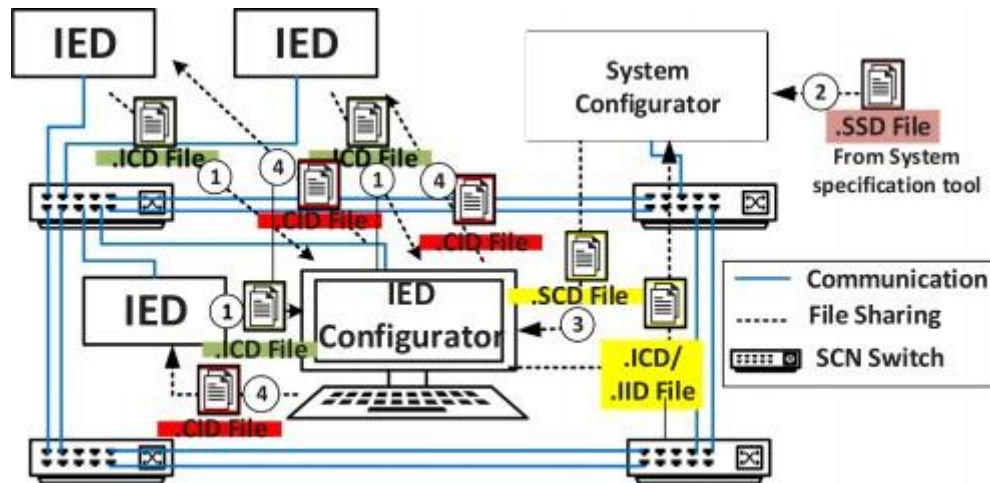 IED
IED
System
Configurator
2
.SSD File
From System
specification tool
.ICD File
.ICD File
1
4
1
4
.CID File
.CID File
IED
1
.ICD File
IED
Configurator
.SCD File
3
.ICD/
.IID File
4
.CID File
Communication
File Sharing
SCN Switch